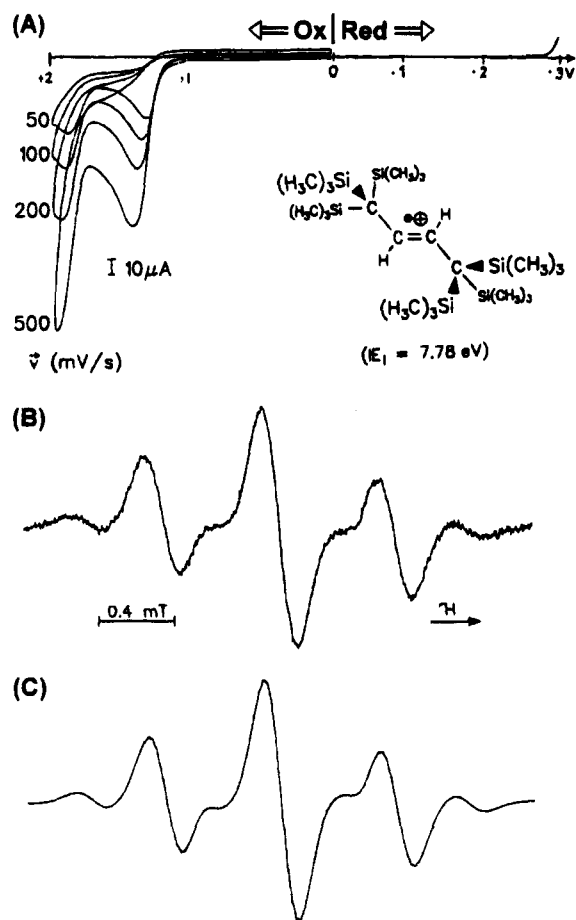 (A)
⇐ Ox | Red ⇒
+2 +1 0 -1 -2 -3V
50
100
200
500
I 10μA
v⃗ (mV/s)
(H₃C)₃Si Si(CH₃)₃
(H₃C)₃Si—C •⊕ H
C=C
H C Si(CH₃)₃
(H₃C)₃Si Si(CH₃)₃
(IE₁ = 7.78 eV)
(B)
0.4 mT H
(C)